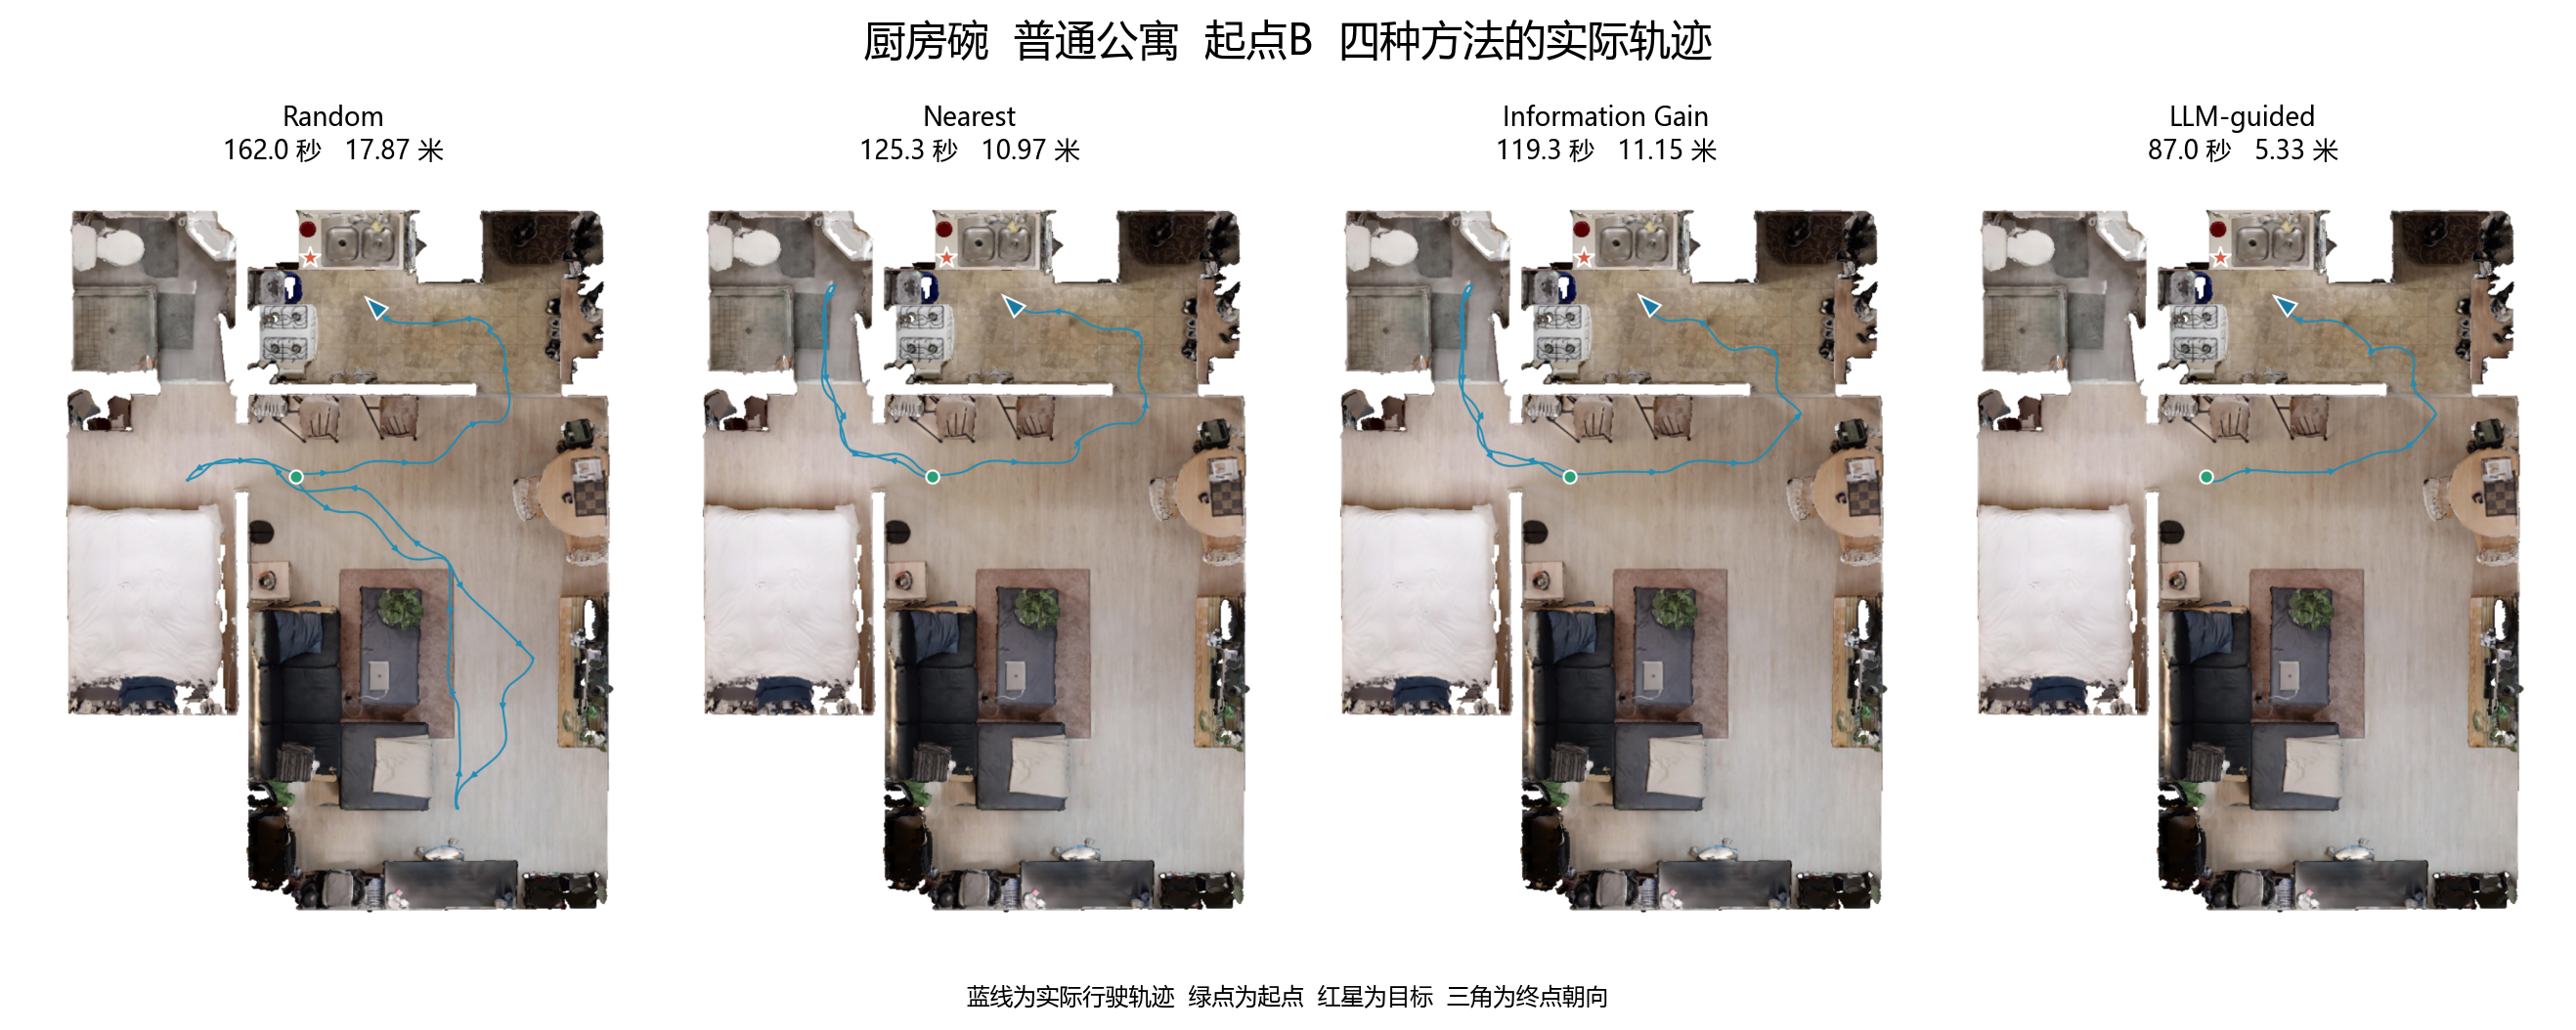 厨房碗 普通公寓 起点B 四种方法的实际轨迹
Random
162.0 秒 17.87 米
Nearest
125.3 秒 10.97 米
Information Gain
119.3 秒 11.15 米
LLM-guided
87.0 秒 5.33 米
蓝线为实际行驶轨迹 绿点为起点 红星为目标 三角为终点朝向